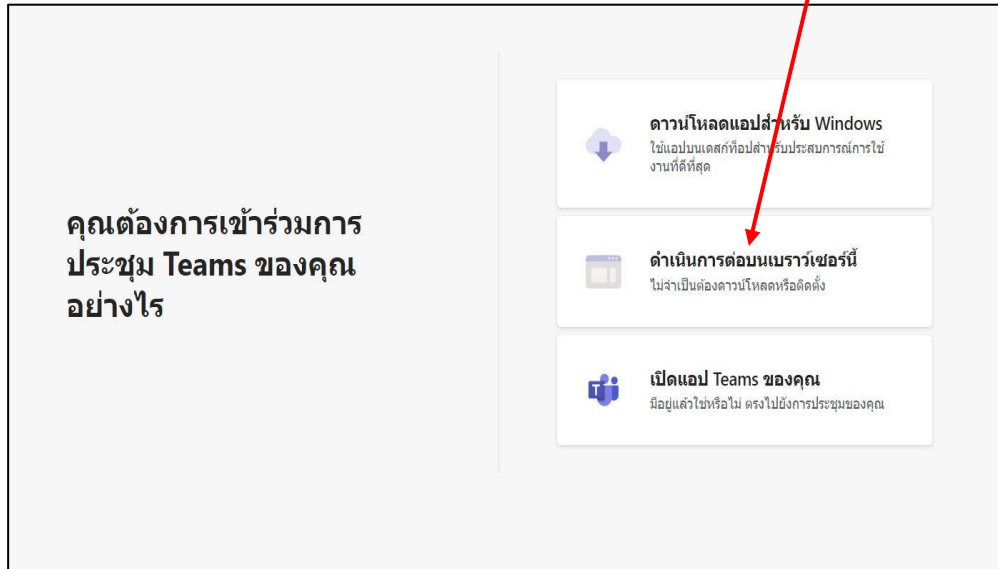 คุณต้องการเข้าร่วมการ
ประชุม Teams ของคุณ
อย่างไร
ดาวน์โหลดแอปสำหรับ Windows
ใช้แอปบนเดสก์ท็อปสำหรับประสบการณ์การใช้
งานที่ดีที่สุด
ดำเนินการต่อบนเบราว์เซอร์นี้
ไม่จำเป็นต้องดาวน์โหลดหรือติดตั้ง
เปิดแอป Teams ของคุณ
มีอยู่แล้วใช่หรือไม่ ตรงไปยังการประชุมของคุณ